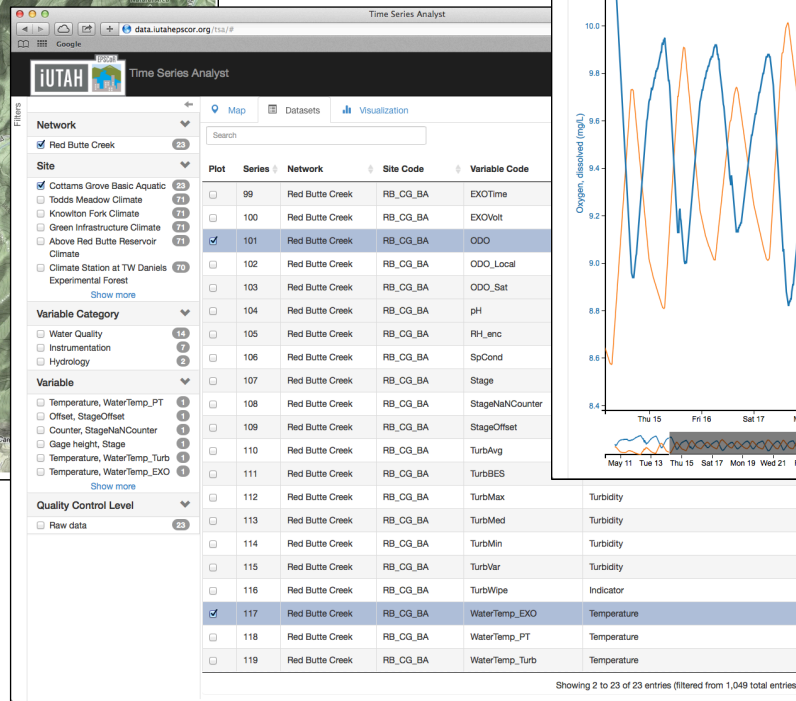 Time Series Analyst
data.iutahepscor.org/tsa/#
Google
EPSCoR
iUTAH
Time Series Analyst
Filters
Network
Red Butte Creek 23
Site
Cottams Grove Basic Aquatic 23
Todds Meadow Climate 71
Knowlton Fork Climate 71
Green Infrastructure Climate 71
Above Red Butte Reservoir 71
Climate
Climate Station at TW Daniels 70
Experimental Forest
Show more
Variable Category
Water Quality 14
Instrumentation 7
Hydrology 2
Variable
Temperature, WaterTemp_PT 1
Offset, StageOffset 1
Counter, StageNaNCounter 1
Gage height, Stage 1
Temperature, WaterTemp_Turb 1
Temperature, WaterTemp_EXO 1
Show more
Quality Control Level
Raw data 23
Map Datasets Visualization
Search
Plot Series Network Site Code Variable Code
99 Red Butte Creek RB_CG_BA EXOTime
100 Red Butte Creek RB_CG_BA EXOVolt
101 Red Butte Creek RB_CG_BA ODO
102 Red Butte Creek RB_CG_BA ODO_Local
103 Red Butte Creek RB_CG_BA ODO_Sat
104 Red Butte Creek RB_CG_BA pH
105 Red Butte Creek RB_CG_BA RH_enc
106 Red Butte Creek RB_CG_BA SpCond
107 Red Butte Creek RB_CG_BA Stage
108 Red Butte Creek RB_CG_BA StageNaNCounter
109 Red Butte Creek RB_CG_BA StageOffset
110 Red Butte Creek RB_CG_BA TurbAvg
111 Red Butte Creek RB_CG_BA TurbBES
112 Red Butte Creek RB_CG_BA TurbMax Turbidity
113 Red Butte Creek RB_CG_BA TurbMed Turbidity
114 Red Butte Creek RB_CG_BA TurbMin Turbidity
115 Red Butte Creek RB_CG_BA TurbVar Turbidity
116 Red Butte Creek RB_CG_BA TurbWipe Indicator
117 Red Butte Creek RB_CG_BA WaterTemp_EXO Temperature
118 Red Butte Creek RB_CG_BA WaterTemp_PT Temperature
119 Red Butte Creek RB_CG_BA WaterTemp_Turb Temperature
Showing 2 to 23 of 23 entries (filtered from 1,049 total entries
Oxygen, dissolved (mg/L)
10.0
9.8
9.6
9.4
9.2
9.0
8.8
8.6
8.4
Thu 15 Fri 16 Sat 17
May 11 Tue 13 Thu 15 Sat 17 Mon 19 Wed 21